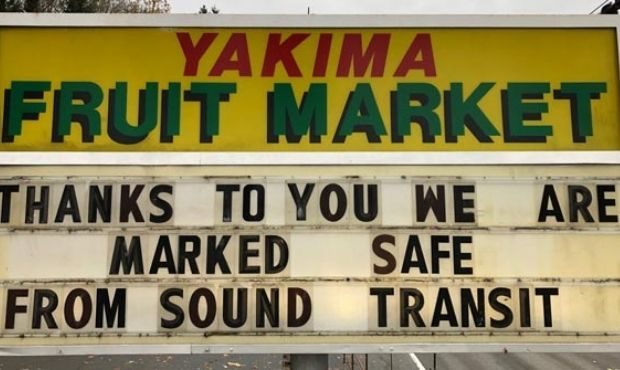 YAKIMA
FRUIT MARKET
THANKS TO YOU WE ARE
MARKED SAFE
FROM SOUND TRANSIT